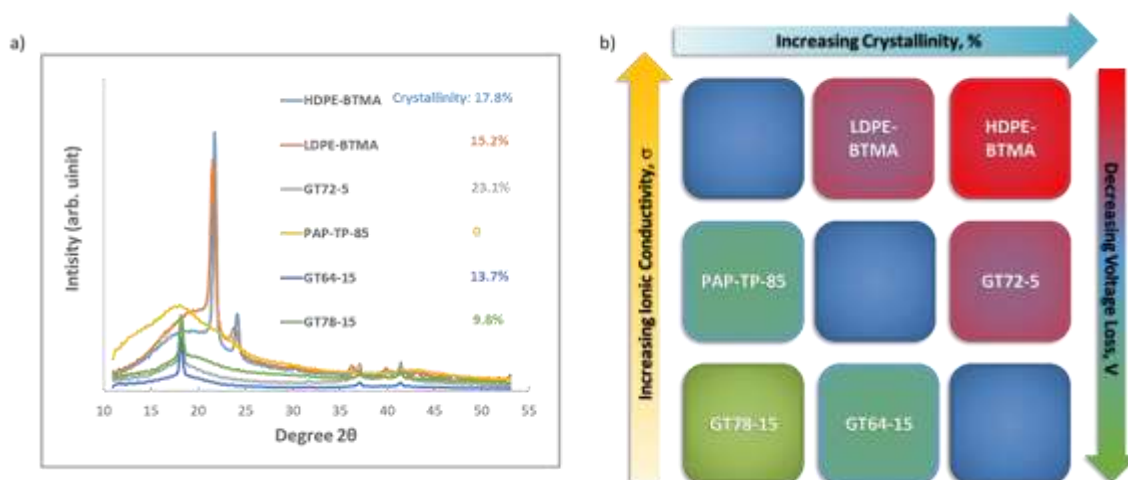 a)
HDPE-BTMA Crystallinity: 17.8%
LDPE-BTMA 15.2%
GT72-5 23.1%
PAP-TP-85 0
GT64-15 13.7%
GT78-15 9.8%
Intisity (arb. uinit)
10 15 20 25 30 35 40 45 50 55
Degree 2θ
b)
Increasing Crystallinity, %
Increasing Ionic Conductivity, σ
Decreasing Voltage Loss, V
LDPE-
BTMA
HDPE-
BTMA
PAP-TP-85
GT72-5
GT78-15
GT64-15